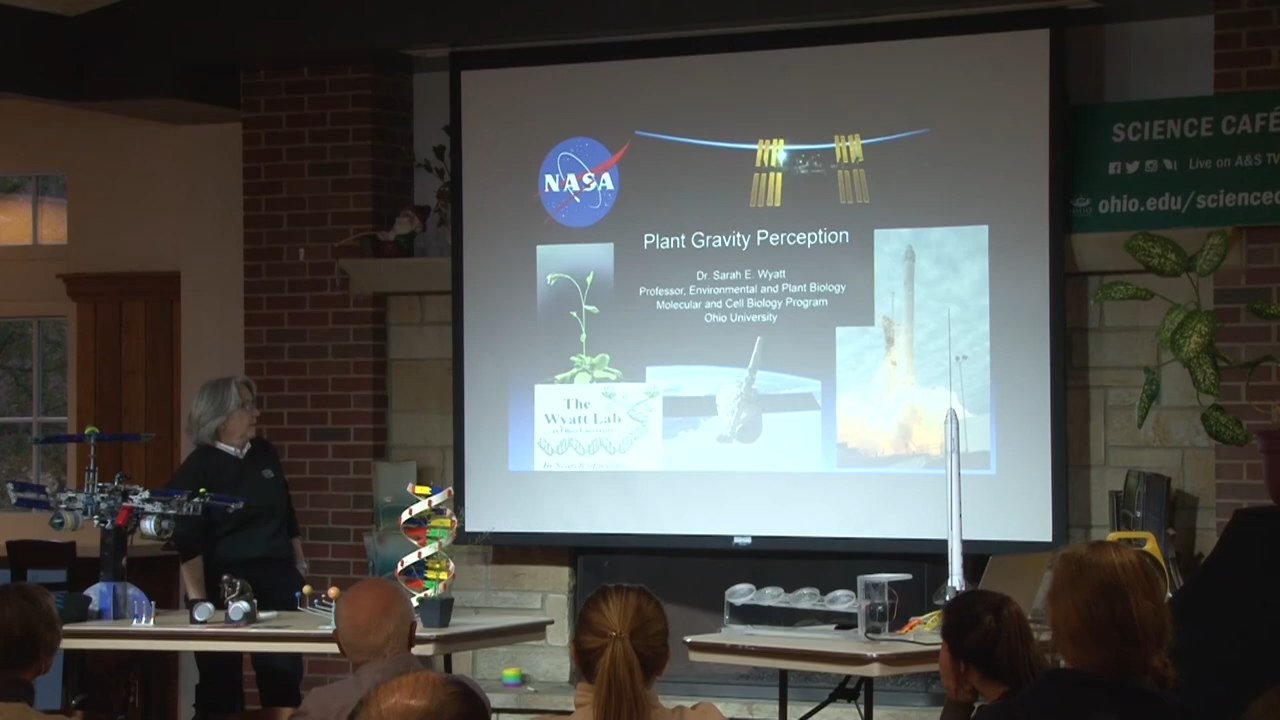 NASA
Plant Gravity Perception
Dr. Sarah E. Wyatt
Professor, Environmental and Plant Biology
Molecular and Cell Biology Program
Ohio University
The
Wyatt Lab
SCIENCE CAFÉ
Live on A&S TV
ohio.edu/sciencec